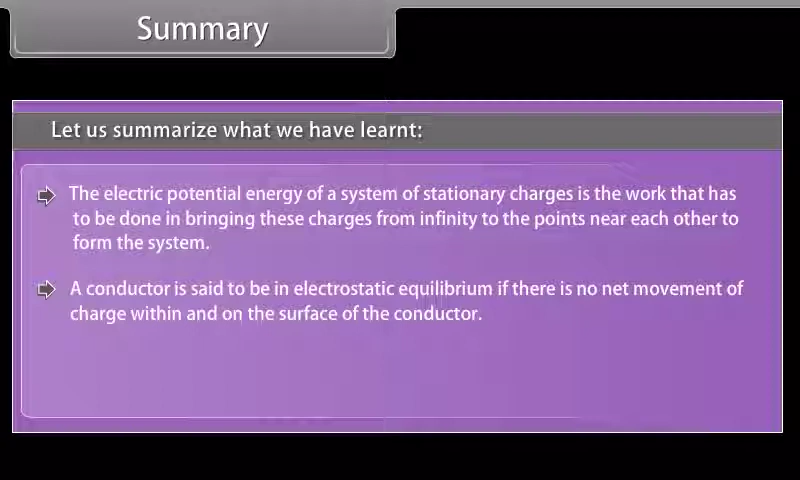 Summary
Let us summarize what we have learnt:
The electric potential energy of a system of stationary charges is the work that has
to be done in bringing these charges from infinity to the points near each other to
form the system.
A conductor is said to be in electrostatic equilibrium if there is no net movement of
charge within and on the surface of the conductor.